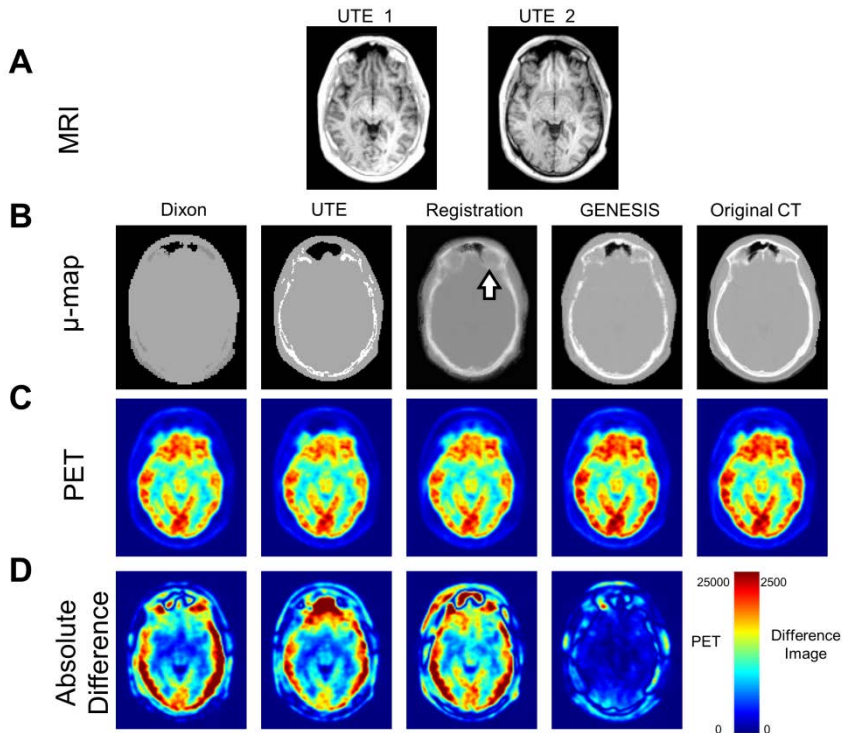 UTE 1
UTE 2
A
MRI
B
Dixon
UTE
Registration
GENESIS
Original CT
μ-map
C
PET
D
Absolute
Difference
25000
2500
PET
Difference
Image
0
0